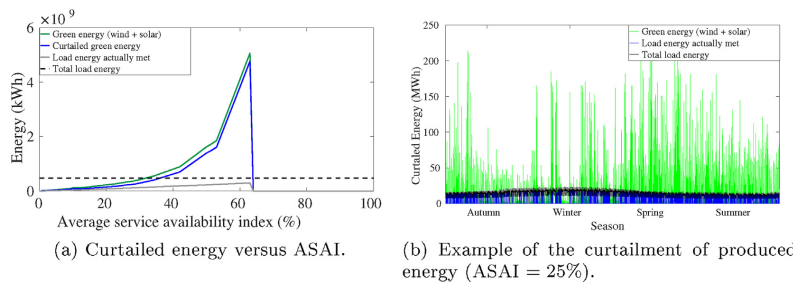 ×10⁹
6
4
2
0
Energy (kWh)
Green energy (wind + solar)
Curtailed green energy
Load energy actually met
Total load energy
0 20 40 60 80 100
Average service availability index (%)
(a) Curtailed energy versus ASAI.
250
200
150
100
50
0
Curtaled Energy (MWh)
Green energy (wind + solar)
Load energy actually met
Total load energy
Autumn Winter Spring Summer
Season
(b) Example of the curtailment of produced
energy (ASAI = 25%).